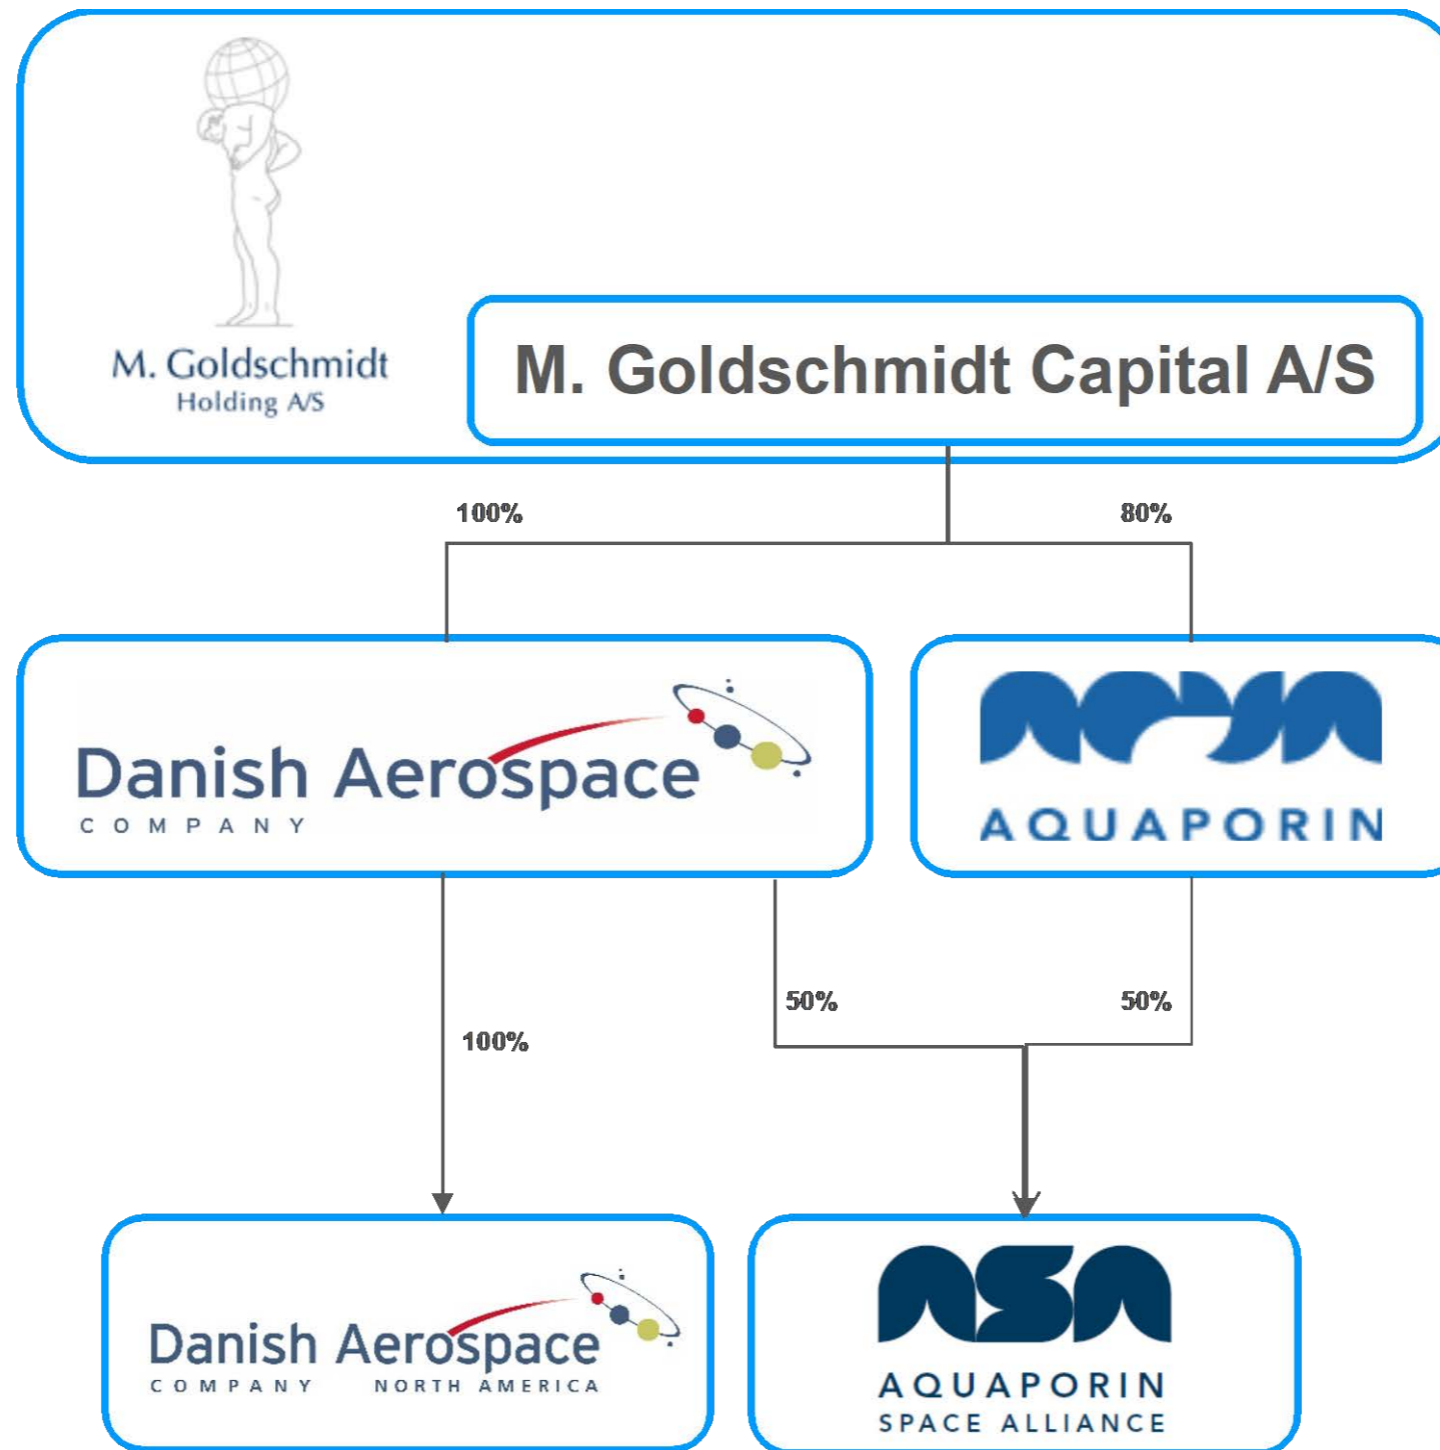 M. Goldschmidt
Holding A/S
M. Goldschmidt Capital A/S
100%
80%
Danish Aerospace
COMPANY
AQUAPORIN
50%
50%
100%
Danish Aerospace
COMPANY NORTH AMERICA
ASA
AQUAPORIN
SPACE ALLIANCE